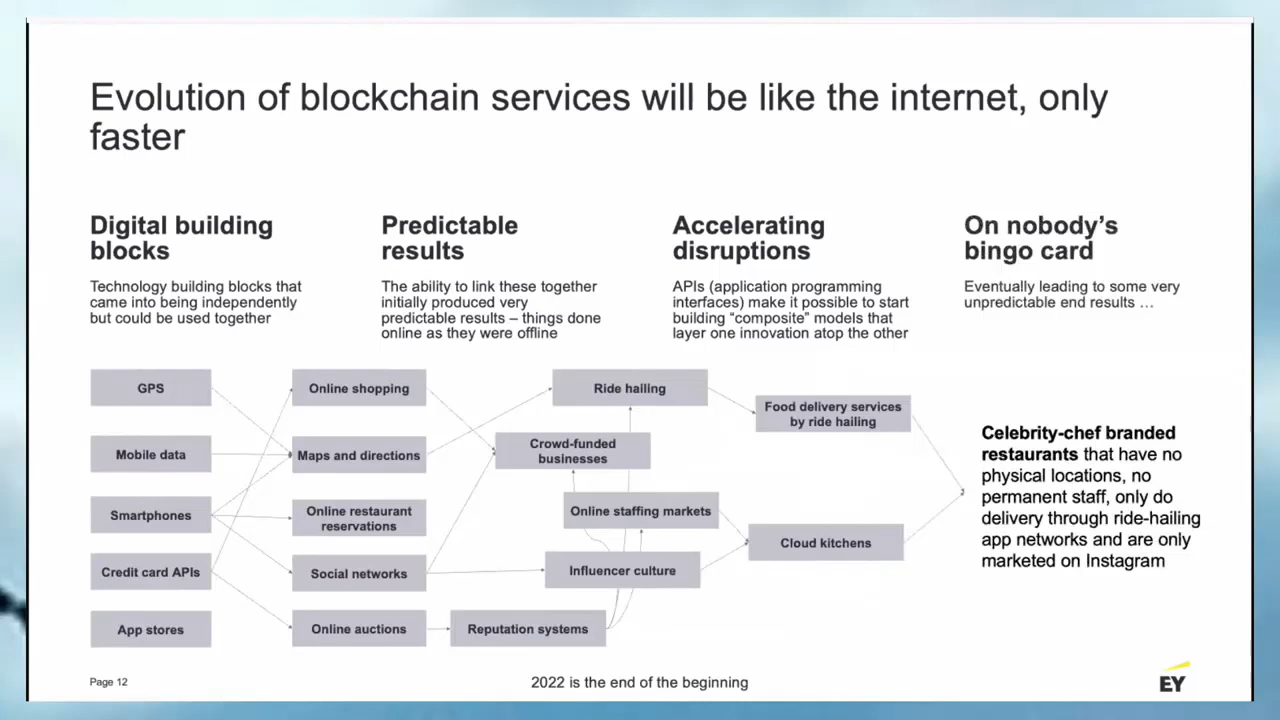 Evolution of blockchain services will be like the internet, only
faster
Digital building
blocks
Technology building blocks that
came into being independently
but could be used together
Predictable
results
The ability to link these together
initially produced very
predictable results – things done
online as they were offline
Accelerating
disruptions
APIs (application programming
interfaces) make it possible to start
building “composite” models that
layer one innovation atop the other
On nobody’s
bingo card
Eventually leading to some very
unpredictable end results …
GPS
Mobile data
Smartphones
Credit card APIs
App stores
Online shopping
Maps and directions
Online restaurant
reservations
Social networks
Online auctions
Reputation systems
Ride hailing
Crowd-funded
businesses
Online staffing markets
Influencer culture
Food delivery services
by ride hailing
Cloud kitchens
Celebrity-chef branded
restaurants that have no
physical locations, no
permanent staff, only do
delivery through ride-hailing
app networks and are only
marketed on Instagram
Page 12
2022 is the end of the beginning
EY